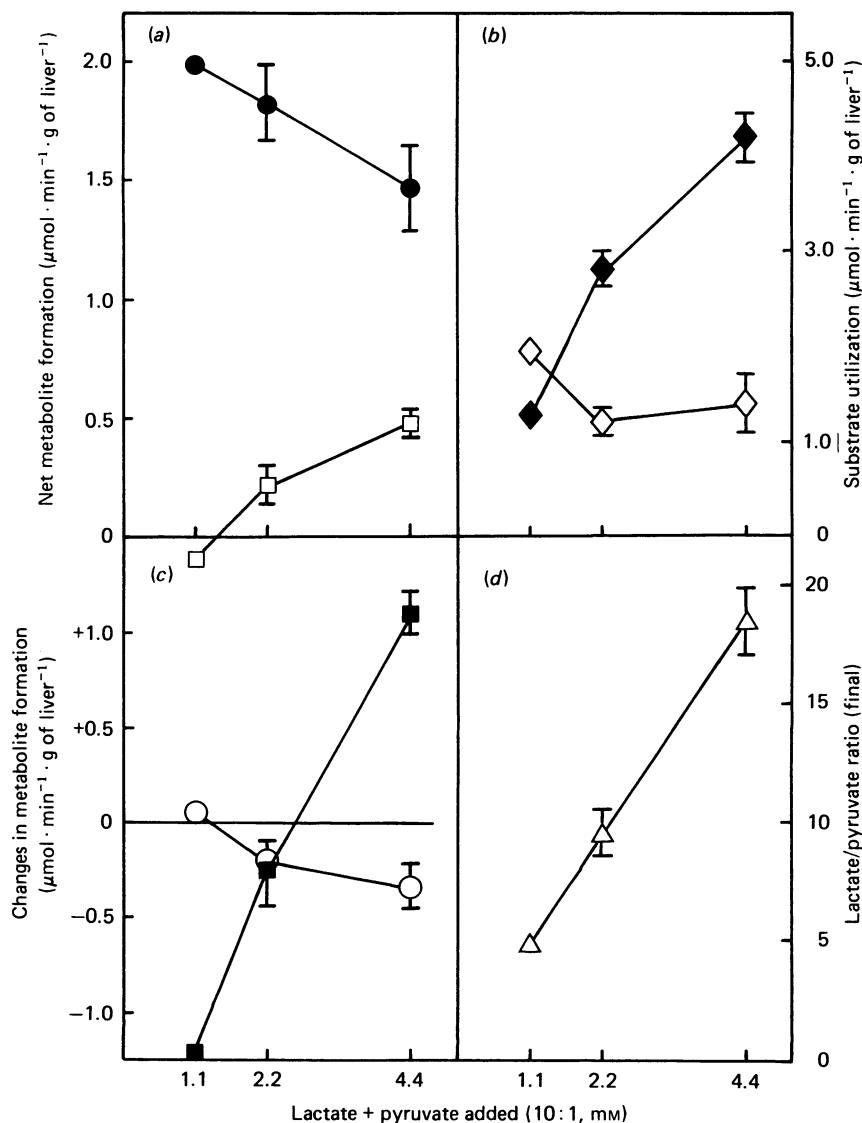 (a)
(b)
2.0
1.5
1.0
0.5
0
Net metabolite formation (μmol · min⁻¹ · g of liver⁻¹)
5.0
3.0
1.0
0
Substrate utilization (μmol · min⁻¹ · g of liver⁻¹)
(c)
(d)
+1.0
+0.5
0
−0.5
−1.0
Changes in metabolite formation
(μmol · min⁻¹ · g of liver⁻¹)
20
15
10
5
0
Lactate/pyruvate ratio (final)
1.1 2.2 4.4 1.1 2.2 4.4
Lactate + pyruvate added (10:1, mM)